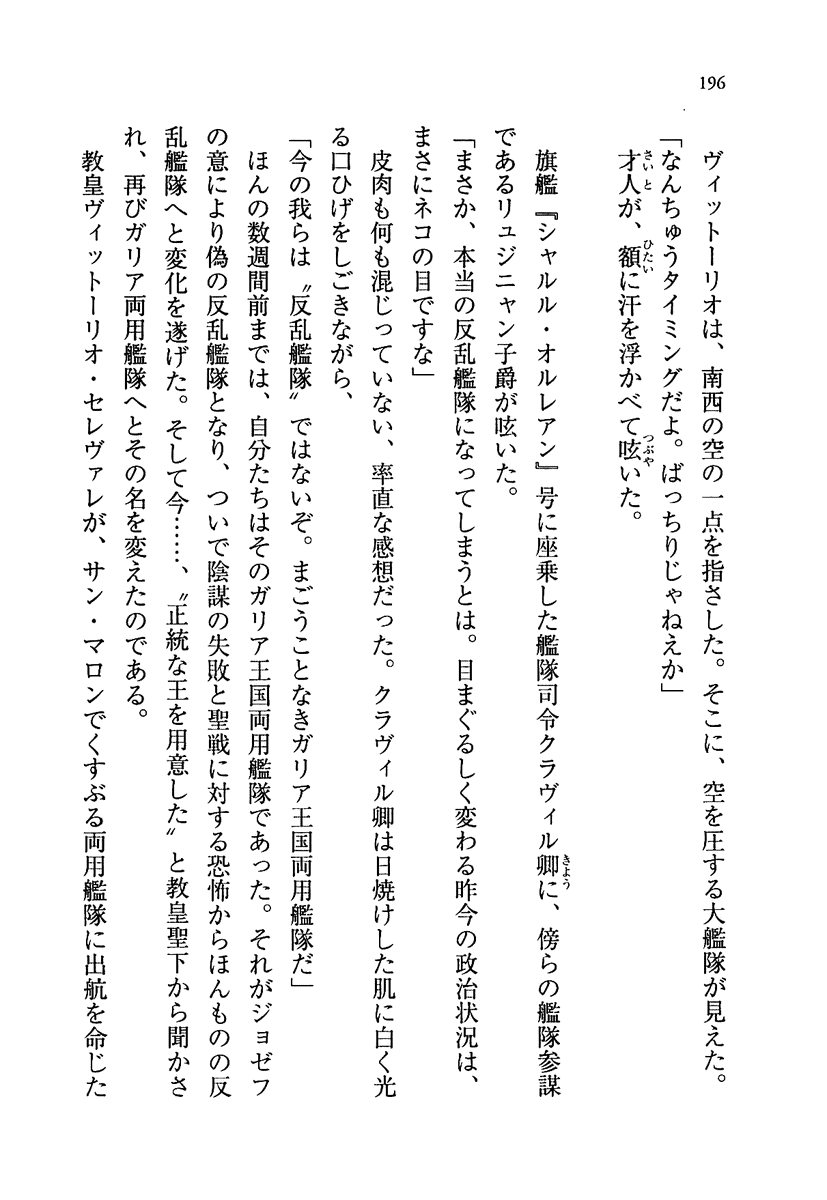 196
ヴィットーリオは、南西の空の一点を指さした。そこに、空を圧する大艦隊が見えた。
「なんちゅうタイミングだよ。ばっちりじゃねえか」
才人が、額に汗を浮かべて呟いた。
旗艦『シャルル・オルレアン』号に座乗した艦隊司令クラヴィル卿に、傍らの艦隊参謀
であるリュジニャン子爵が呟いた。
「まさか、本当の反乱艦隊になってしまうとは。目まぐるしく変わる昨今の政治状況は、
まさにネコの目ですな」
皮肉も何も混じっていない、率直な感想だった。クラヴィル卿は日焼けした肌に白く光
る口ひげをしごきながら、
「今の我らは〝反乱艦隊〟ではないぞ。まごうことなきガリア王国両用艦隊だ」
ほんの数週間前までは、自分たちはそのガリア王国両用艦隊であった。それがジョゼフ
の意により偽の反乱艦隊となり、ついで陰謀の失敗と聖戦に対する恐怖からほんものの反
乱艦隊へと変化を遂げた。そして今……、〝正統な王を用意した〟と教皇聖下から聞かさ
れ、再びガリア両用艦隊へとその名を変えたのである。
教皇ヴィットーリオ・セレヴァレが、サン・マロンでくすぶる両用艦隊に出航を命じた